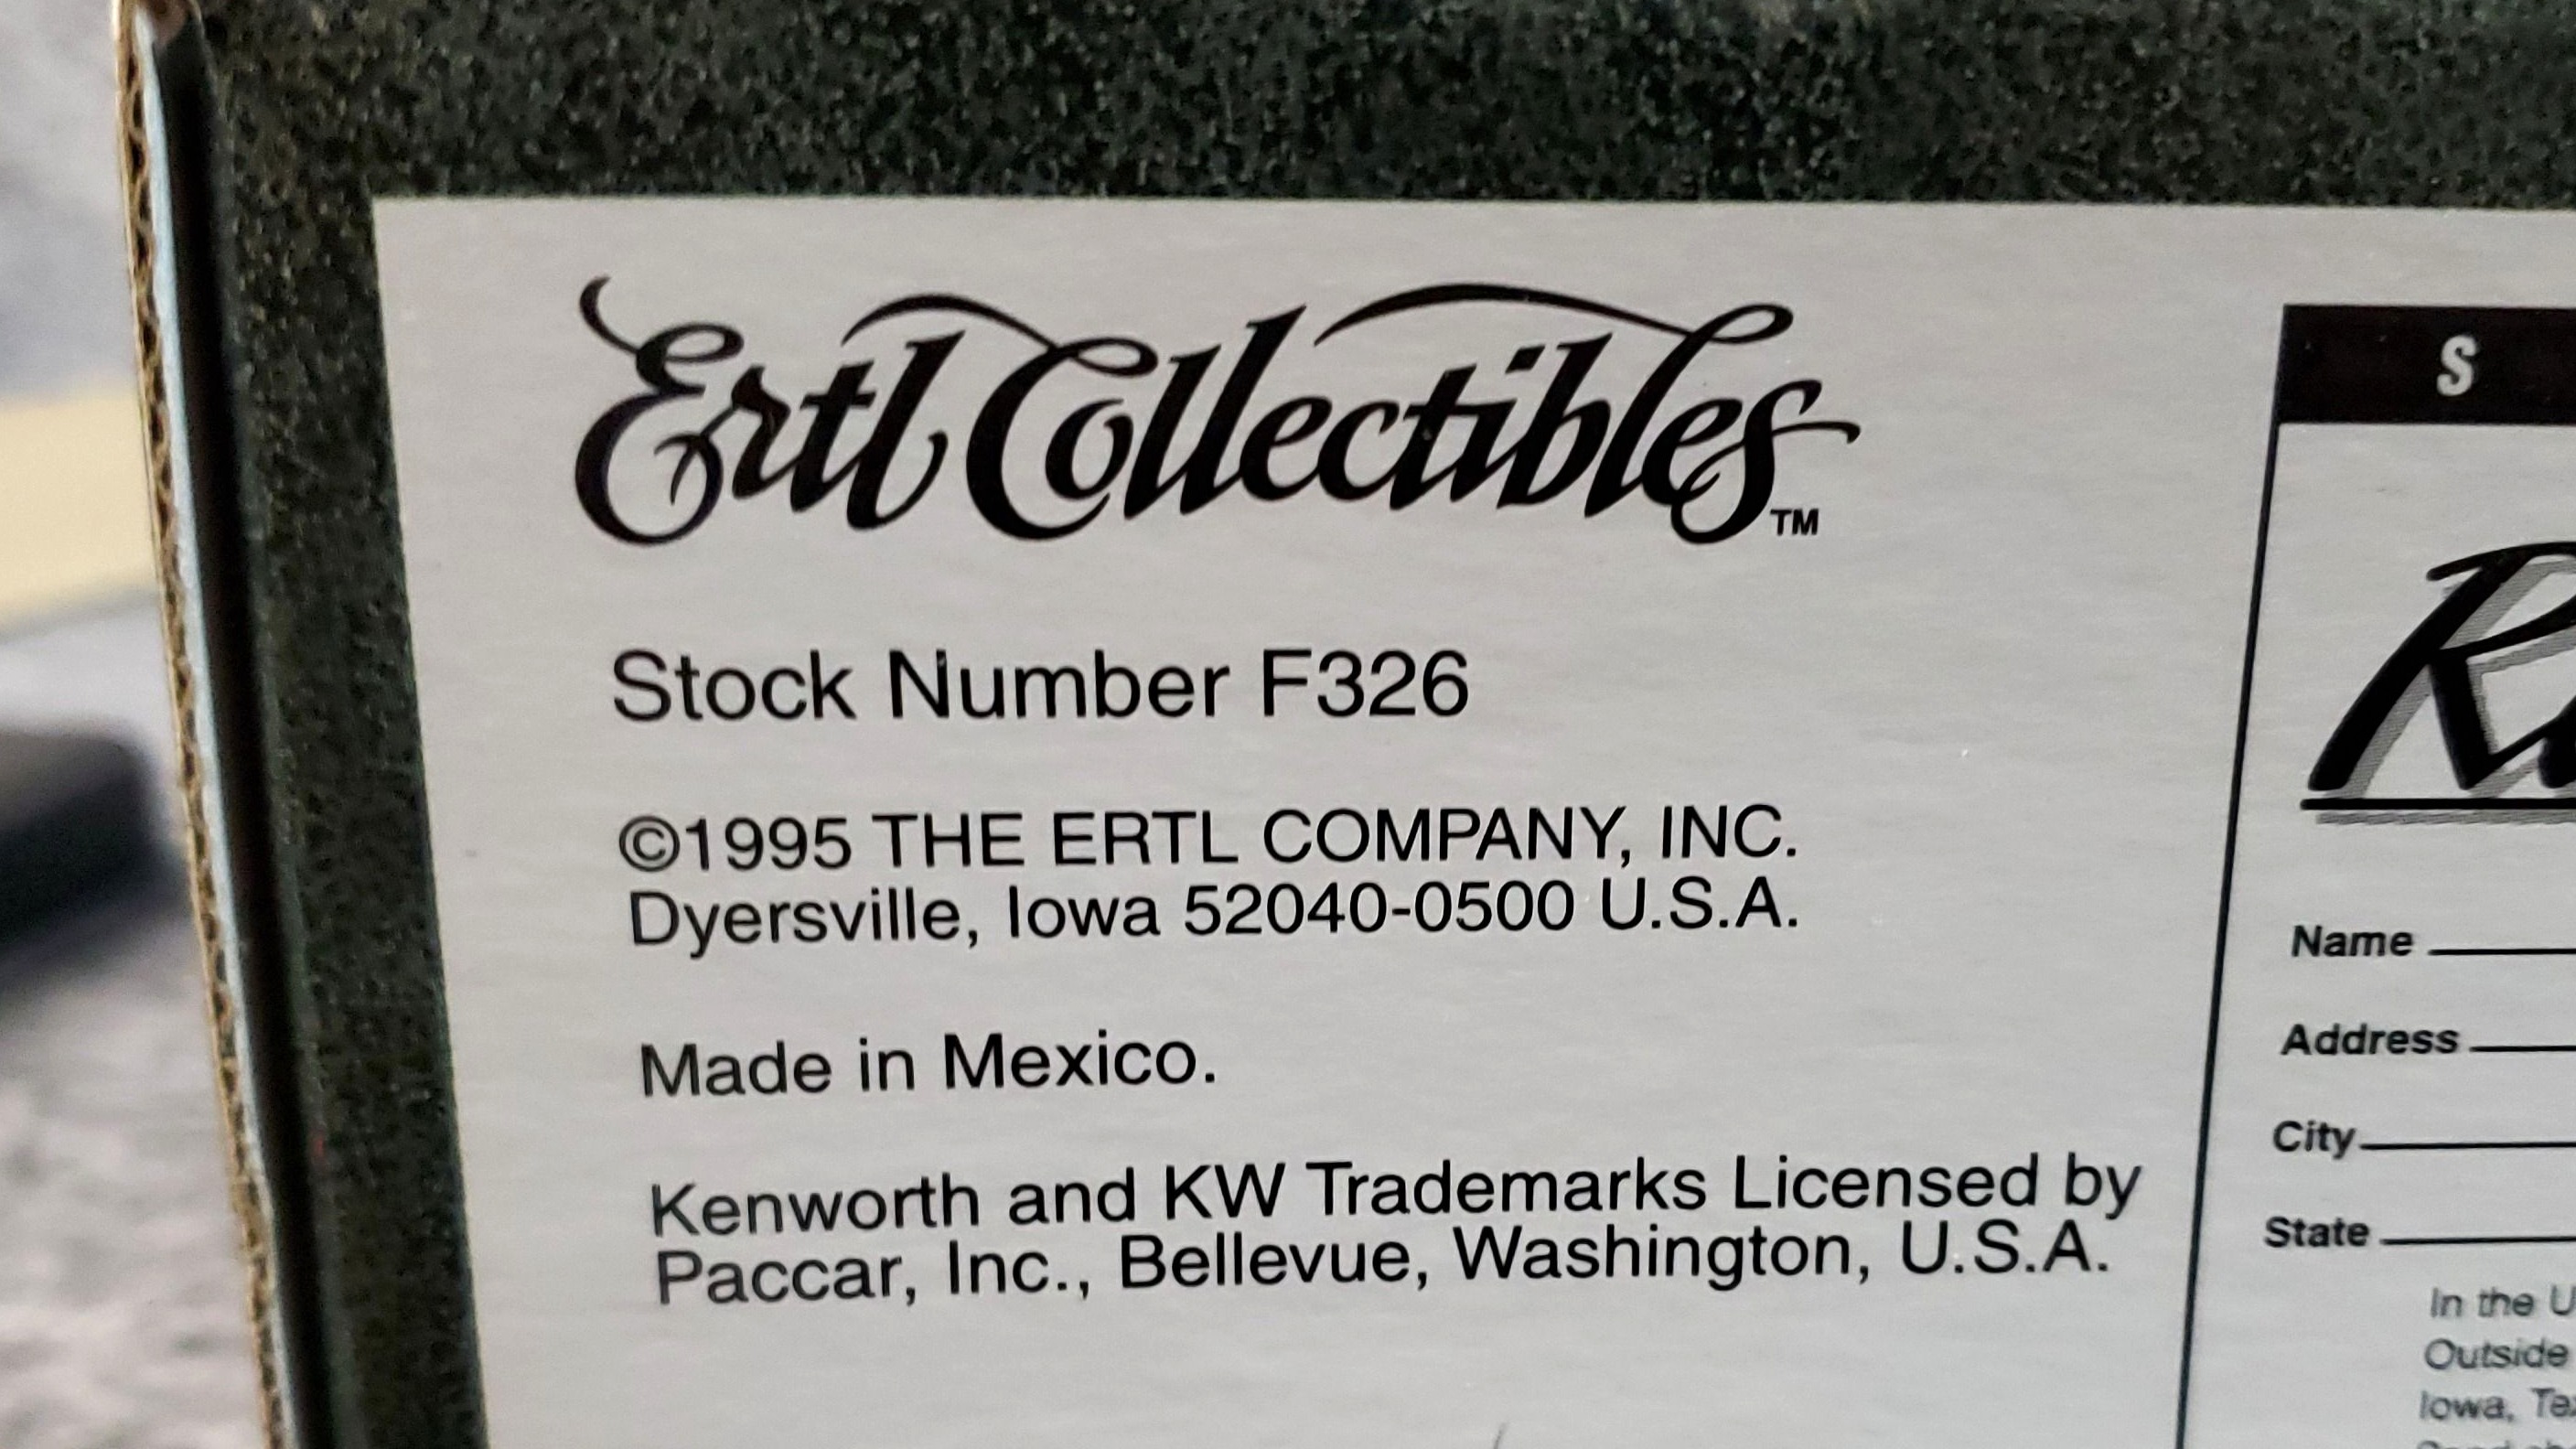 Ertl Collectibles™
Stock Number F326
©1995 THE ERTL COMPANY, INC.
Dyersville, Iowa 52040-0500 U.S.A.
Made in Mexico.
Kenworth and KW Trademarks Licensed by
Paccar, Inc., Bellevue, Washington, U.S.A.
S
Name
Address
City
State
In the
Outside
Iowa,